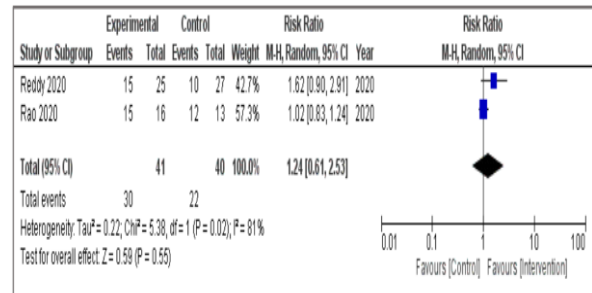 Experimental Control Risk Ratio Risk Ratio
Study or Subgroup Events Total Events Total Weight M-H, Random, 95% CI Year M-H, Random, 95% CI
Reddy 2020 15 25 10 27 42.7% 1.62 [0.90, 2.91] 2020
Rao 2020 15 16 12 13 57.3% 1.02 [0.83, 1.24] 2020
Total (95% CI) 41 40 100.0% 1.24 [0.61, 2.53]
Total events 30 22
Heterogeneity: Tau² = 0.22; Chi² = 5.38, df = 1 (P = 0.02); I² = 81%
Test for overall effect: Z = 0.59 (P = 0.55)
0.01 0.1 1 10 100
Favours [Control] Favours [Intervention]